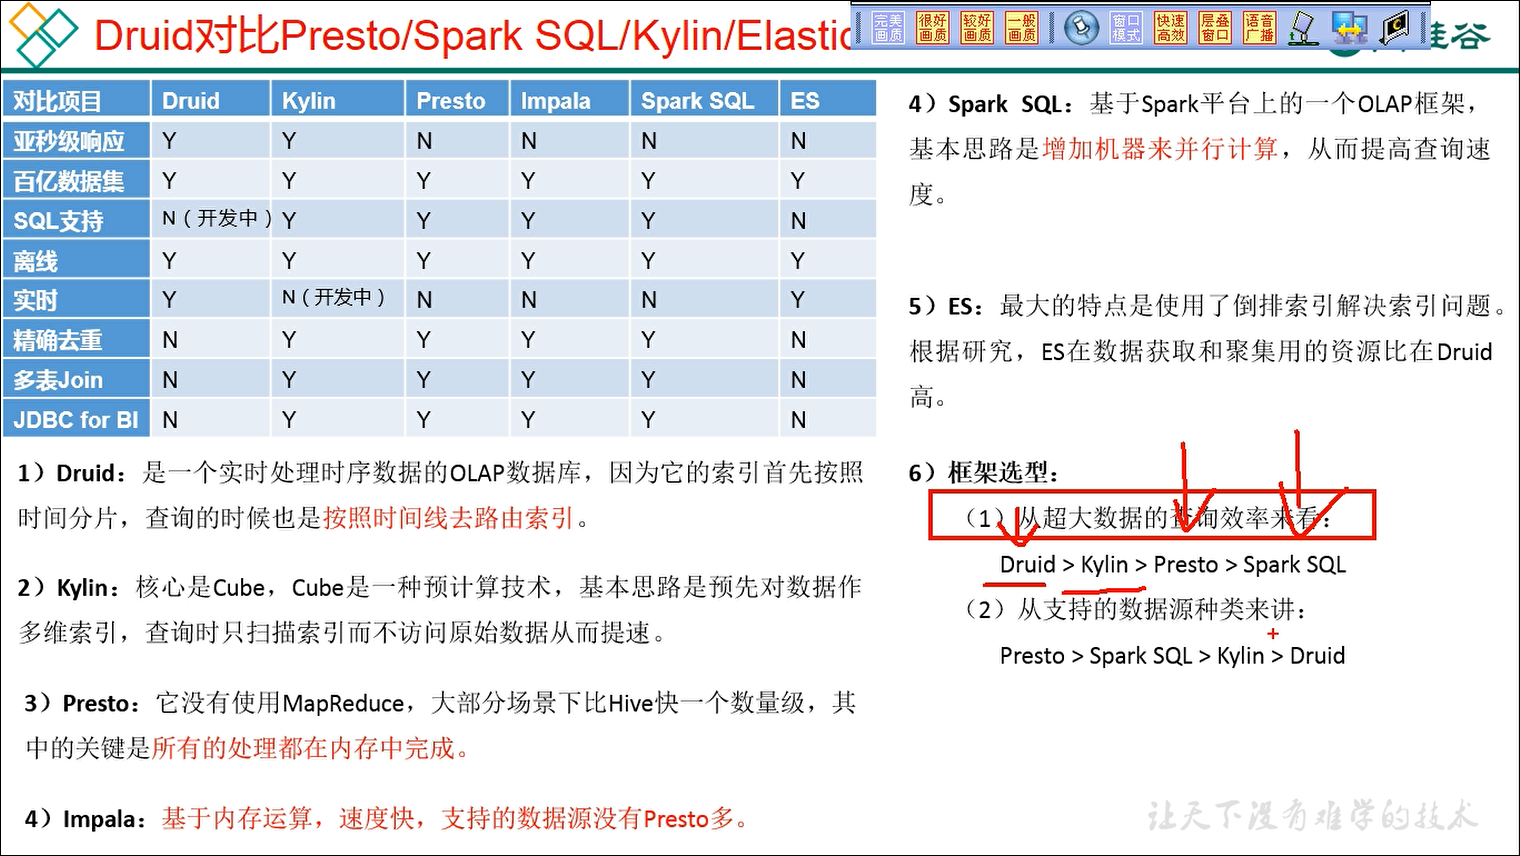 Druid对比Presto/Spark SQL/Kylin/Elastic
完美画质 很好画质 较好画质 一般画质 窗口模式 快速高效 层叠窗口 语音广播
硅谷
对比项目 Druid Kylin Presto Impala Spark SQL ES
亚秒级响应 Y Y N N N N
百亿数据集 Y Y Y Y Y Y
SQL支持 N（开发中） Y Y Y Y N
离线 Y Y Y Y Y Y
实时 Y N（开发中） N N N Y
精确去重 N Y Y Y Y N
多表Join N Y Y Y Y N
JDBC for BI N Y Y Y Y N
1）Druid：是一个实时处理时序数据的OLAP数据库，因为它的索引首先按照
时间分片，查询的时候也是按照时间线去路由索引。
2）Kylin：核心是Cube，Cube是一种预计算技术，基本思路是预先对数据作
多维索引，查询时只扫描索引而不访问原始数据从而提速。
3）Presto：它没有使用MapReduce，大部分场景下比Hive快一个数量级，其
中的关键是所有的处理都在内存中完成。
4）Impala：基于内存运算，速度快，支持的数据源没有Presto多。
4）Spark SQL：基于Spark平台上的一个OLAP框架，
基本思路是增加机器来并行计算，从而提高查询速
度。
5）ES：最大的特点是使用了倒排索引解决索引问题。
根据研究，ES在数据获取和聚集用的资源比在Druid
高。
6）框架选型：
（1）从超大数据的查询效率来看：
Druid > Kylin > Presto > Spark SQL
（2）从支持的数据源种类来讲：
Presto > Spark SQL > Kylin > Druid
让天下没有难学的技术